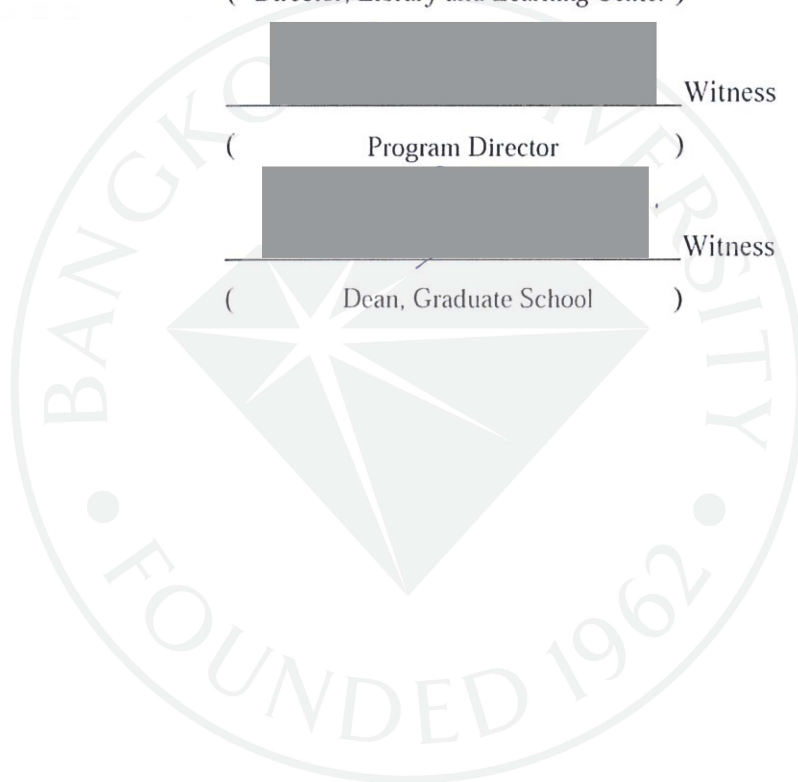 ( Director, Library and Learning Center )
Witness
( Program Director )
Witness
( Dean, Graduate School )
BANGKOK UNIVERSITY
FOUNDED 1962